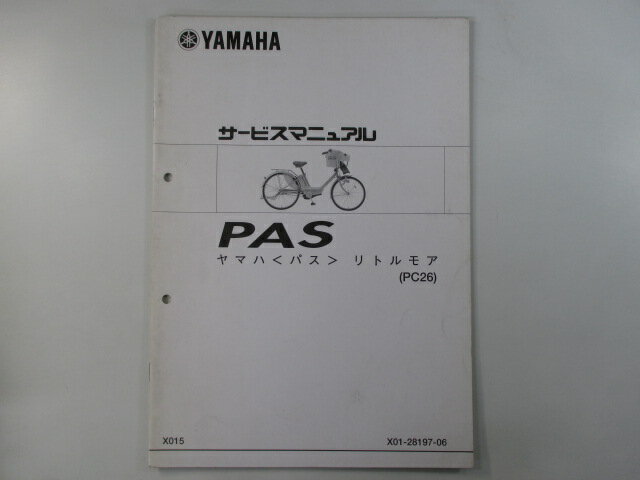 YAMAHA
サービスマニュアル
PAS
ヤマハ<パス> リトルモア
(PC26)
X015
X01-28197-06